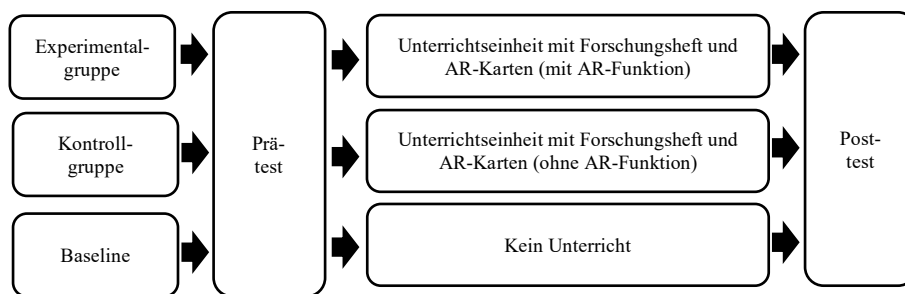 Experimental-
gruppe
Kontroll-
gruppe
Baseline
Prä-
test
Unterrichtseinheit mit Forschungsheft und
AR-Karten (mit AR-Funktion)
Unterrichtseinheit mit Forschungsheft und
AR-Karten (ohne AR-Funktion)
Kein Unterricht
Post-
test